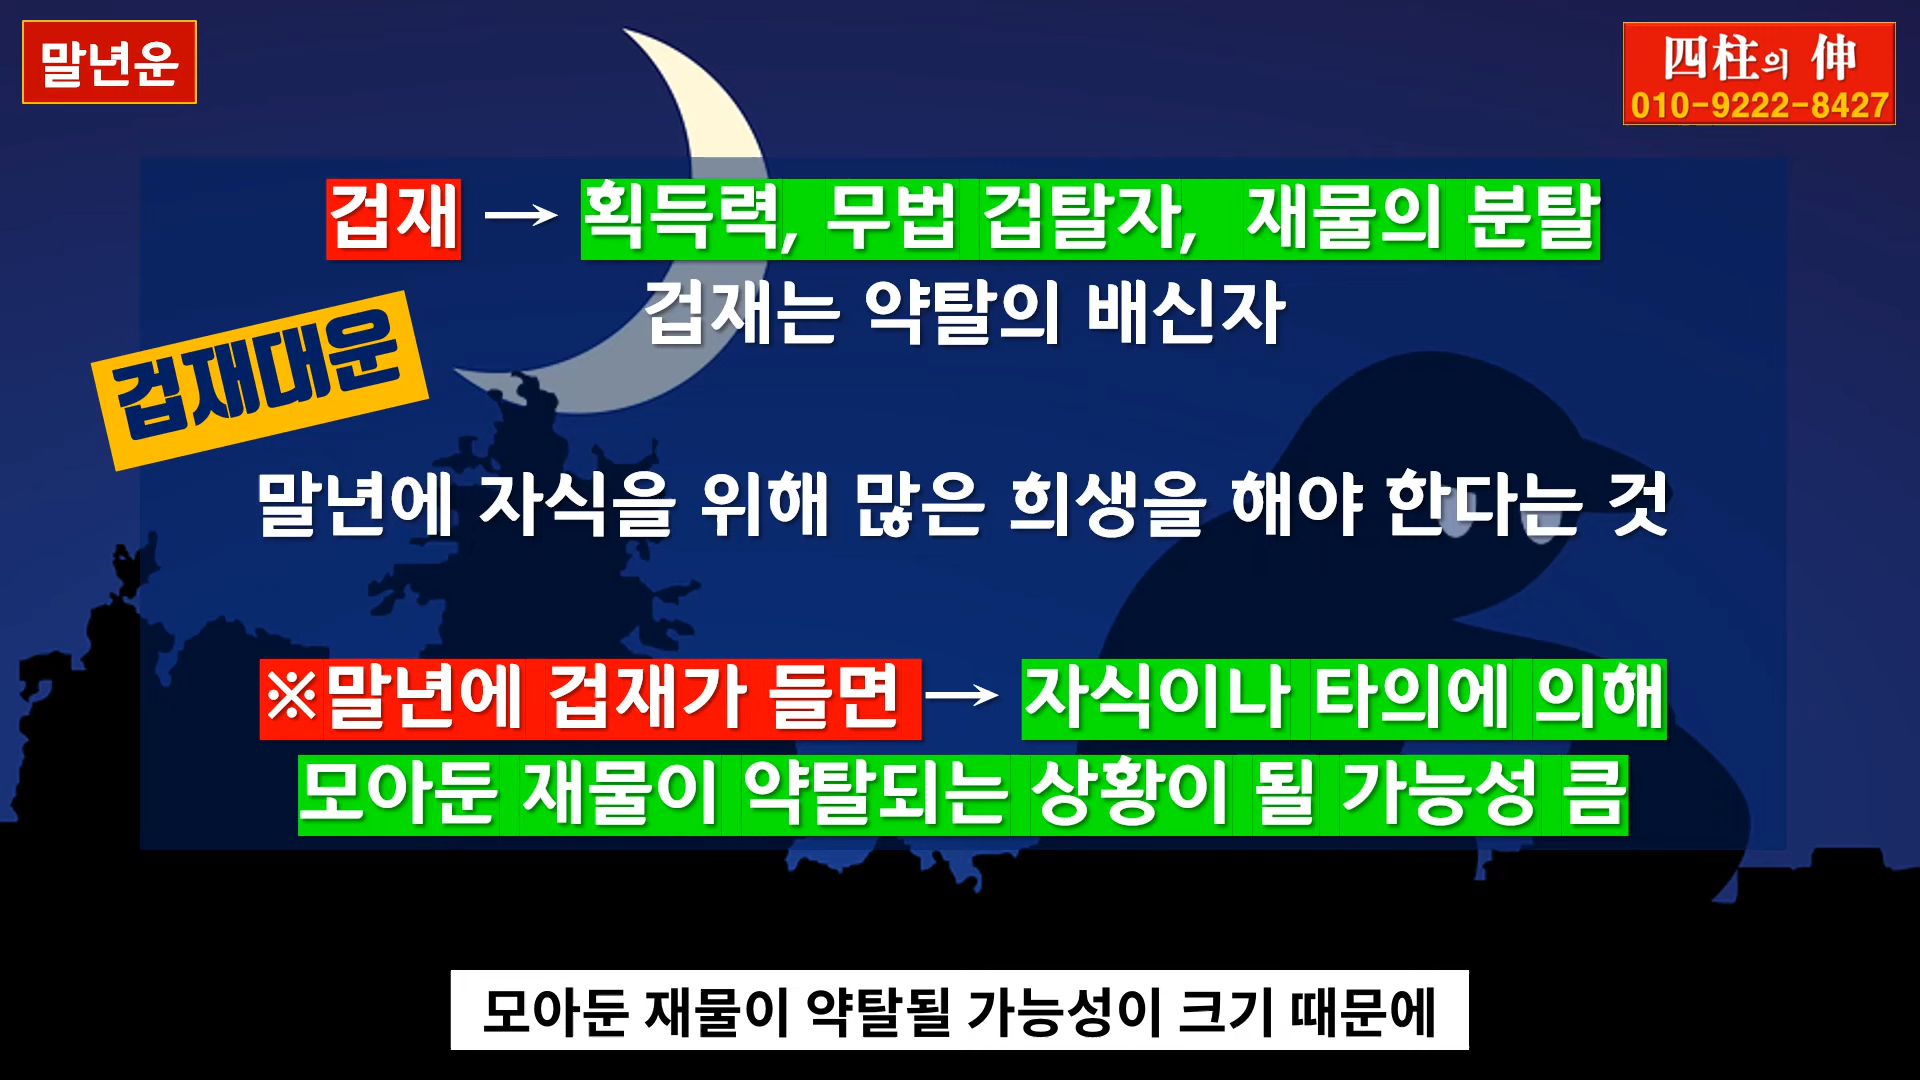 말년운
四柱의 伸
010-9222-8427
겁재 → 획득력, 무법 겁탈자, 재물의 분탈
겁재는 약탈의 배신자
겁재대운
말년에 자식을 위해 많은 희생을 해야 한다는 것
※말년에 겁재가 들면 → 자식이나 타의에 의해
모아둔 재물이 약탈되는 상황이 될 가능성 큼
모아둔 재물이 약탈될 가능성이 크기 때문에